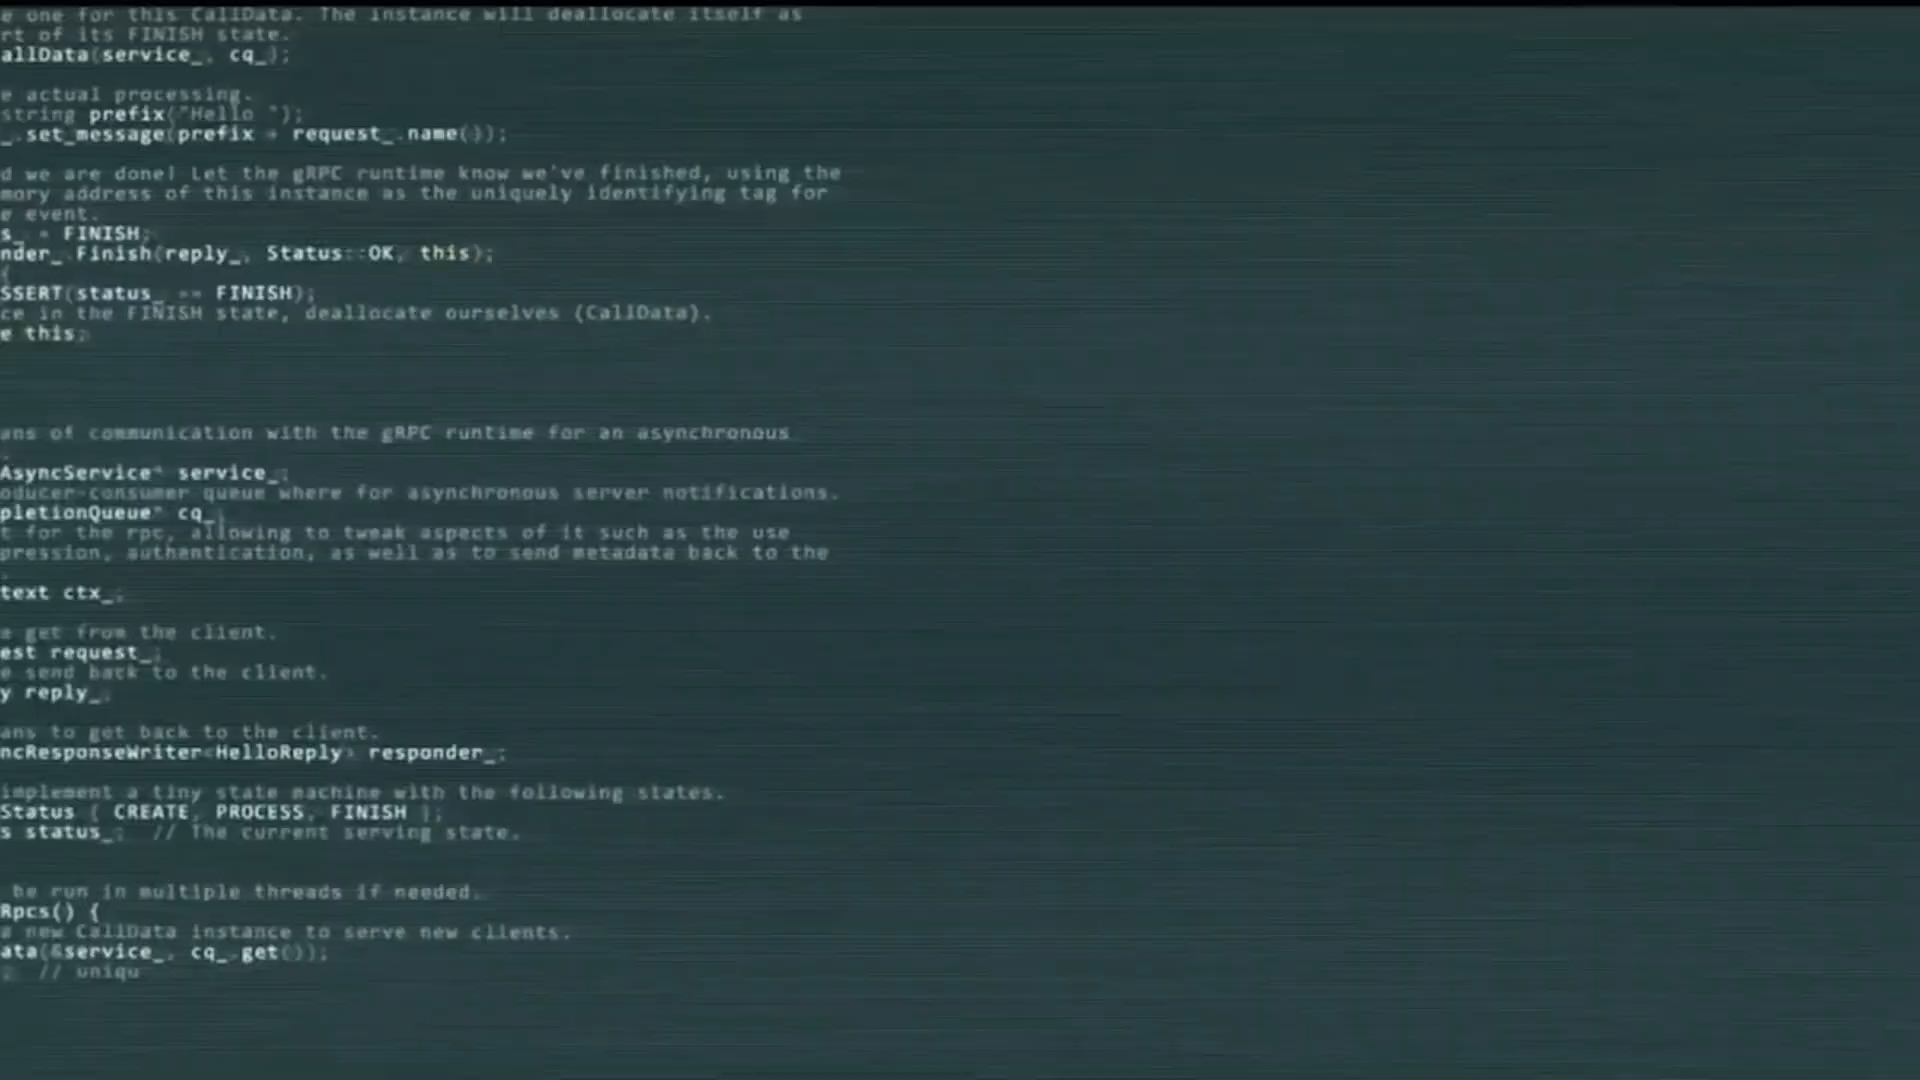 e one for this CallData. The instance will deallocate itself as
rt of its FINISH state.
allData(service_, cq_);
e actual processing.
string prefix("Hello ");
_.set_message(prefix + request_.name());
d we are done! Let the gRPC runtime know we've finished, using the
mory address of this instance as the uniquely identifying tag for
e event.
s_ = FINISH;
nder_.Finish(reply_, Status::OK, this);
{
SSERT(status_ == FINISH);
ce in the FINISH state, deallocate ourselves (CallData).
e this;
ans of communication with the gRPC runtime for an asynchronous
.
AsyncService* service_;
oducer-consumer queue where for asynchronous server notifications.
pletionQueue* cq_;
t for the rpc, allowing to tweak aspects of it such as the use
pression, authentication, as well as to send metadata back to the
.
text ctx_;
e get from the client.
est request_;
e send back to the client.
y reply_;
ans to get back to the client.
ncResponseWriter<HelloReply> responder_;
implement a tiny state machine with the following states.
Status { CREATE, PROCESS, FINISH };
s status_;  // The current serving state.
be run in multiple threads if needed.
Rpcs() {
a new CallData instance to serve new clients.
ata(&service_, cq_.get());
;  // uniqu